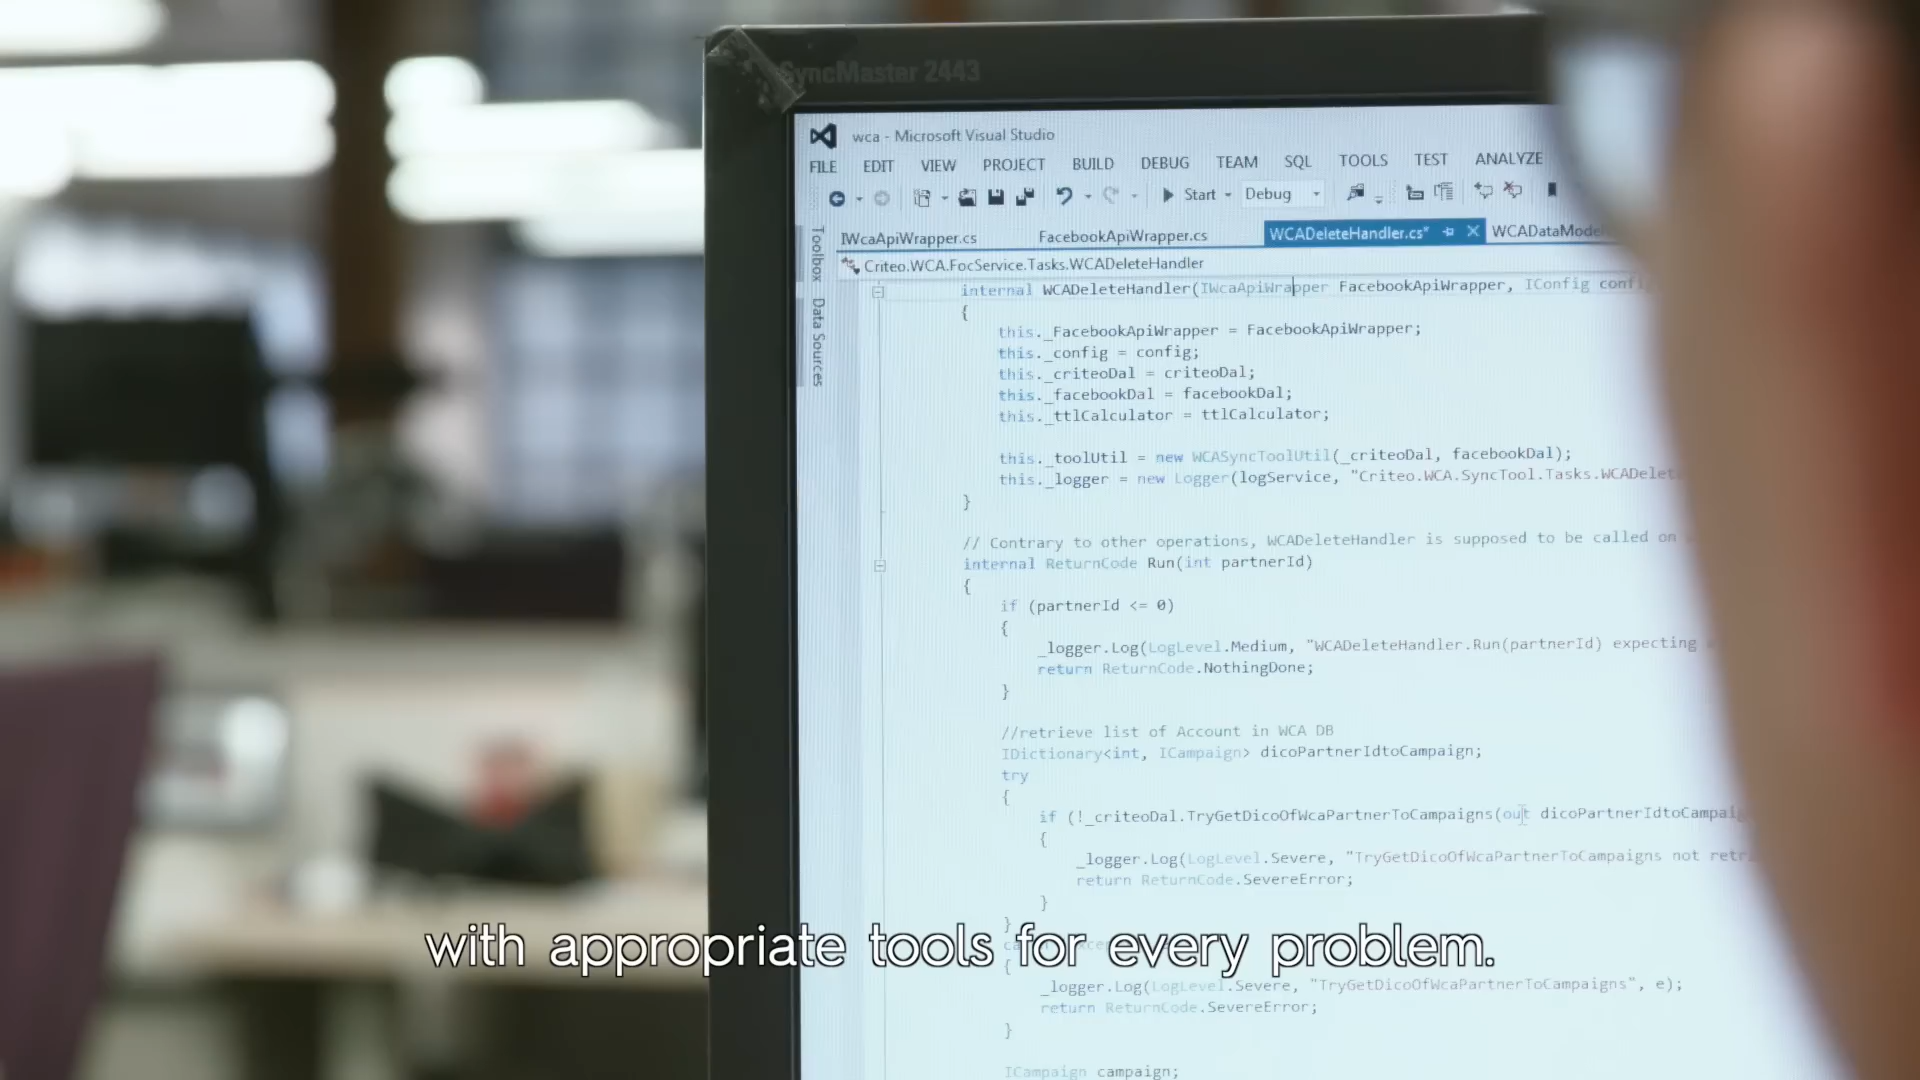 SyncMaster 2443
wca - Microsoft Visual Studio
FILE EDIT VIEW PROJECT BUILD DEBUG TEAM SQL TOOLS TEST ANALYZE
Start Debug
Toolbox
Data Sources
IWcaApiWrapper.cs FacebookApiWrapper.cs WCADeleteHandler.cs* WCADataModel
Criteo.WCA.FocService.Tasks.WCADeleteHandler
internal WCADeleteHandler(IWcaApiWrapper FacebookApiWrapper, IConfig config
{
this._FacebookApiWrapper = FacebookApiWrapper;
this._config = config;
this._criteoDal = criteoDal;
this._facebookDal = facebookDal;
this._ttlCalculator = ttlCalculator;
this._toolUtil = new WCASyncToolUtil(_criteoDal, facebookDal);
this._logger = new Logger(logService, "Criteo.WCA.SyncTool.Tasks.WCADelete
}
// Contrary to other operations, WCADeleteHandler is supposed to be called on
internal ReturnCode Run(int partnerId)
{
if (partnerId <= 0)
{
_logger.Log(LogLevel.Medium, "WCADeleteHandler.Run(partnerId) expecting
return ReturnCode.NothingDone;
}
//retrieve list of Account in WCA DB
IDictionary<int, ICampaign> dicoPartnerIdtoCampaign;
try
{
if (!_criteoDal.TryGetDicoOfWcaPartnerToCampaigns(out dicoPartnerIdtoCampaig
{
_logger.Log(LogLevel.Severe, "TryGetDicoOfWcaPartnerToCampaigns not retr
return ReturnCode.SevereError;
}
}
with appropriate tools for every problem.
{
_logger.Log(LogLevel.Severe, "TryGetDicoOfWcaPartnerToCampaigns", e);
return ReturnCode.SevereError;
}
ICampaign campaign;